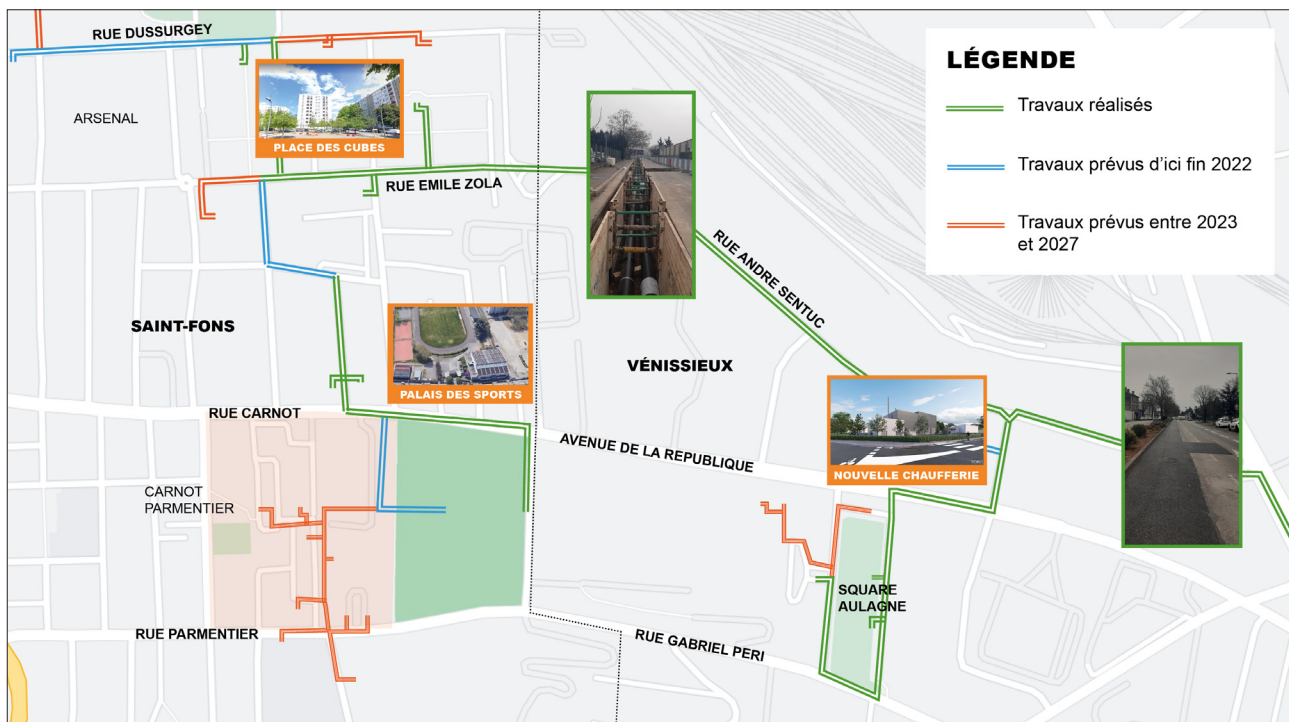 RUE DUSSURGEY
ARSENAL
PLACE DES CUBES
RUE EMILE ZOLA
RUE ANDRE SENTUC
LÉGENDE
Travaux réalisés
Travaux prévus d'ici fin 2022
Travaux prévus entre 2023
et 2027
SAINT-FONS
VÉNISSIEUX
PALAIS DES SPORTS
RUE CARNOT
AVENUE DE LA REPUBLIQUE
NOUVELLE CHAUFFERIE
CARNOT
PARMENTIER
SQUARE
AULAGNE
RUE PARMENTIER
RUE GABRIEL PERI